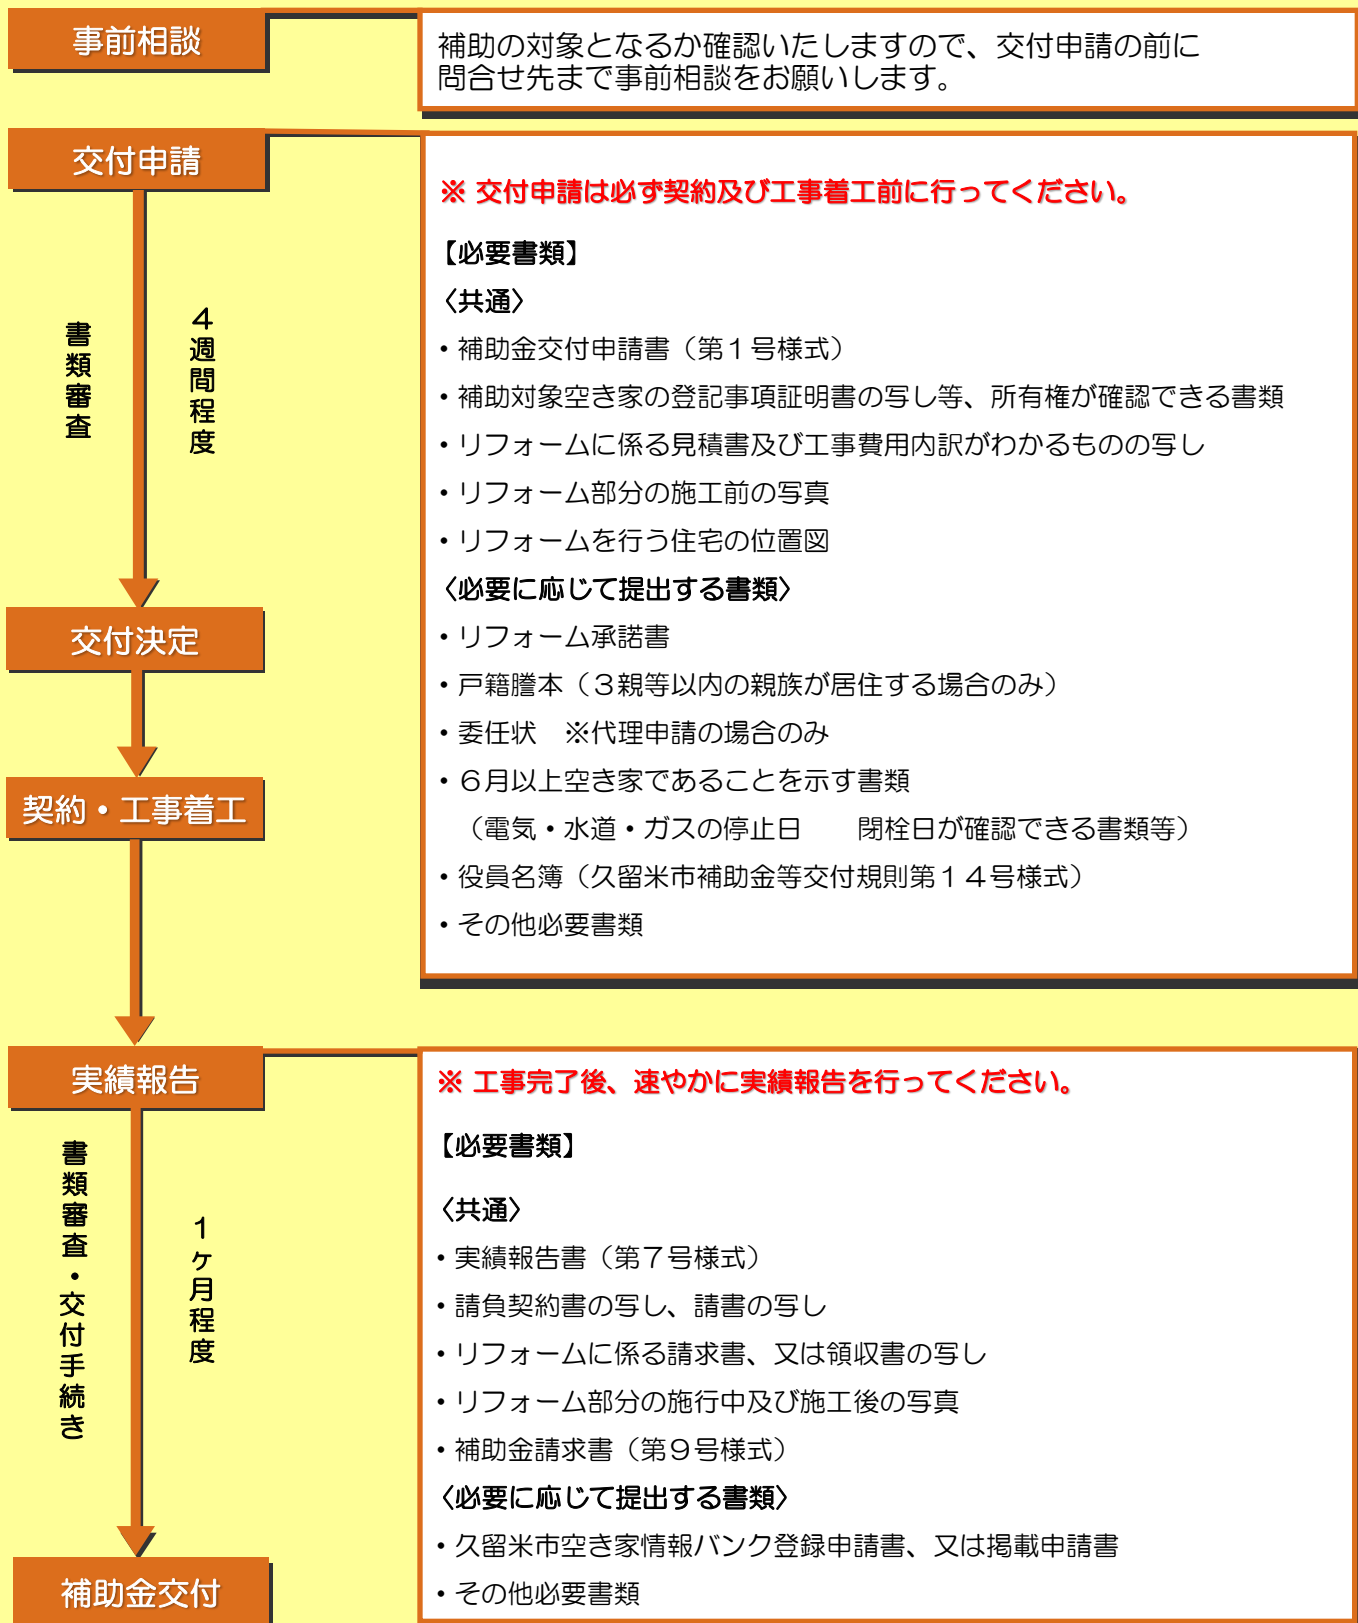 事前相談
補助の対象となるか確認いたしますので、交付申請の前に
問合せ先まで事前相談をお願いします。
交付申請
※ 交付申請は必ず契約及び工事着工前に行ってください。
【必要書類】
〈共通〉
・補助金交付申請書（第１号様式）
・補助対象空き家の登記事項証明書の写し等、所有権が確認できる書類
・リフォームに係る見積書及び工事費用内訳がわかるものの写し
・リフォーム部分の施工前の写真
・リフォームを行う住宅の位置図
〈必要に応じて提出する書類〉
・リフォーム承諾書
・戸籍謄本（３親等以内の親族が居住する場合のみ）
・委任状　※代理申請の場合のみ
・６月以上空き家であることを示す書類
（電気・水道・ガスの停止日　　閉栓日が確認できる書類等）
・役員名簿（久留米市補助金等交付規則第１４号様式）
・その他必要書類
書類審査
４週間程度
交付決定
契約・工事着工
実績報告
※ 工事完了後、速やかに実績報告を行ってください。
【必要書類】
〈共通〉
・実績報告書（第７号様式）
・請負契約書の写し、請書の写し
・リフォームに係る請求書、又は領収書の写し
・リフォーム部分の施行中及び施工後の写真
・補助金請求書（第９号様式）
〈必要に応じて提出する書類〉
・久留米市空き家情報バンク登録申請書、又は掲載申請書
・その他必要書類
書類審査・交付手続き
１ヶ月程度
補助金交付